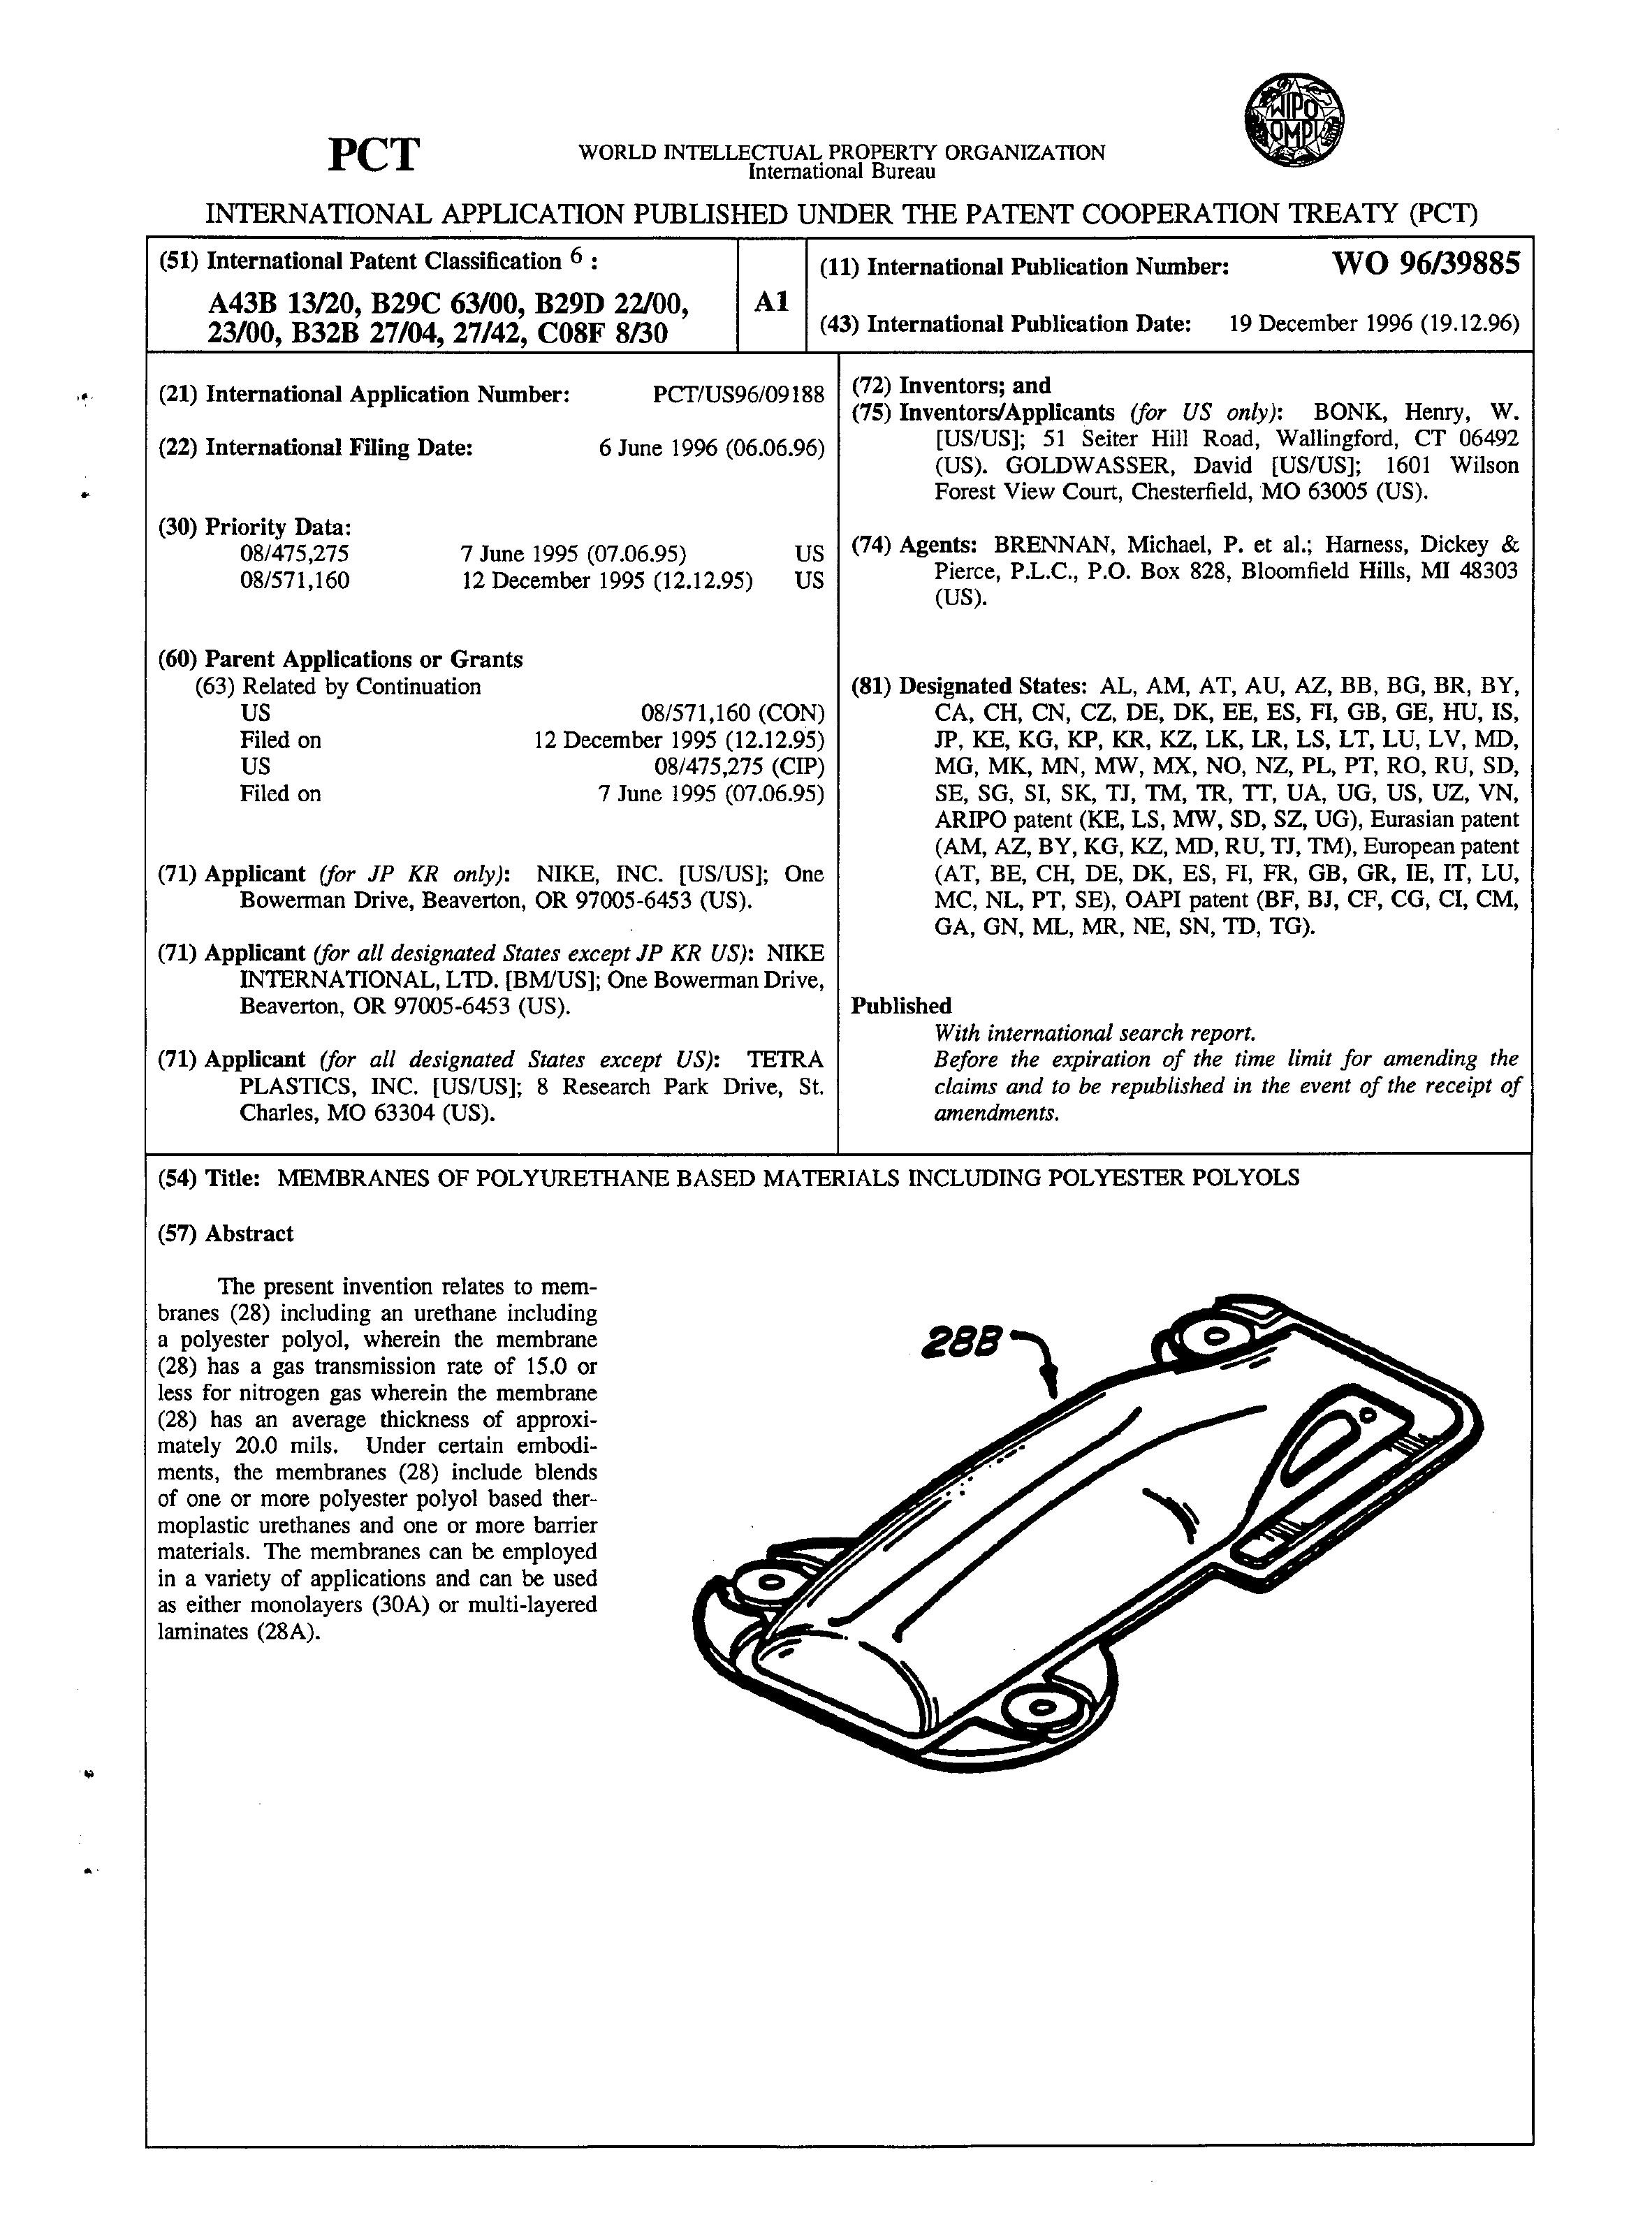 WIPO
OMPI
PCT
WORLD INTELLECTUAL PROPERTY ORGANIZATION
International Bureau
INTERNATIONAL APPLICATION PUBLISHED UNDER THE PATENT COOPERATION TREATY (PCT)
(51) International Patent Classification 6 :
A43B 13/20, B29C 63/00, B29D 22/00,
23/00, B32B 27/04, 27/42, C08F 8/30
A1
(11) International Publication Number: WO 96/39885
(43) International Publication Date: 19 December 1996 (19.12.96)
(21) International Application Number: PCT/US96/09188
(22) International Filing Date: 6 June 1996 (06.06.96)
(30) Priority Data:
08/475,275 7 June 1995 (07.06.95) US
08/571,160 12 December 1995 (12.12.95) US
(60) Parent Applications or Grants
(63) Related by Continuation
US 08/571,160 (CON)
Filed on 12 December 1995 (12.12.95)
US 08/475,275 (CIP)
Filed on 7 June 1995 (07.06.95)
(71) Applicant (for JP KR only): NIKE, INC. [US/US]; One
Bowerman Drive, Beaverton, OR 97005-6453 (US).
(71) Applicant (for all designated States except JP KR US): NIKE
INTERNATIONAL, LTD. [BM/US]; One Bowerman Drive,
Beaverton, OR 97005-6453 (US).
(71) Applicant (for all designated States except US): TETRA
PLASTICS, INC. [US/US]; 8 Research Park Drive, St.
Charles, MO 63304 (US).
(72) Inventors; and
(75) Inventors/Applicants (for US only): BONK, Henry, W.
[US/US]; 51 Seiter Hill Road, Wallingford, CT 06492
(US). GOLDWASSER, David [US/US]; 1601 Wilson
Forest View Court, Chesterfield, MO 63005 (US).
(74) Agents: BRENNAN, Michael, P. et al.; Harness, Dickey &
Pierce, P.L.C., P.O. Box 828, Bloomfield Hills, MI 48303
(US).
(81) Designated States: AL, AM, AT, AU, AZ, BB, BG, BR, BY,
CA, CH, CN, CZ, DE, DK, EE, ES, FI, GB, GE, HU, IS,
JP, KE, KG, KP, KR, KZ, LK, LR, LS, LT, LU, LV, MD,
MG, MK, MN, MW, MX, NO, NZ, PL, PT, RO, RU, SD,
SE, SG, SI, SK, TJ, TM, TR, TT, UA, UG, US, UZ, VN,
ARIPO patent (KE, LS, MW, SD, SZ, UG), Eurasian patent
(AM, AZ, BY, KG, KZ, MD, RU, TJ, TM), European patent
(AT, BE, CH, DE, DK, ES, FI, FR, GB, GR, IE, IT, LU,
MC, NL, PT, SE), OAPI patent (BF, BJ, CF, CG, CI, CM,
GA, GN, ML, MR, NE, SN, TD, TG).
Published
With international search report.
Before the expiration of the time limit for amending the
claims and to be republished in the event of the receipt of
amendments.
(54) Title: MEMBRANES OF POLYURETHANE BASED MATERIALS INCLUDING POLYESTER POLYOLS
(57) Abstract
The present invention relates to mem-
branes (28) including an urethane including
a polyester polyol, wherein the membrane
(28) has a gas transmission rate of 15.0 or
less for nitrogen gas wherein the membrane
(28) has an average thickness of approxi-
mately 20.0 mils. Under certain embodi-
ments, the membranes (28) include blends
of one or more polyester polyol based ther-
moplastic urethanes and one or more barrier
materials. The membranes can be employed
in a variety of applications and can be used
as either monolayers (30A) or multi-layered
laminates (28A).
28B